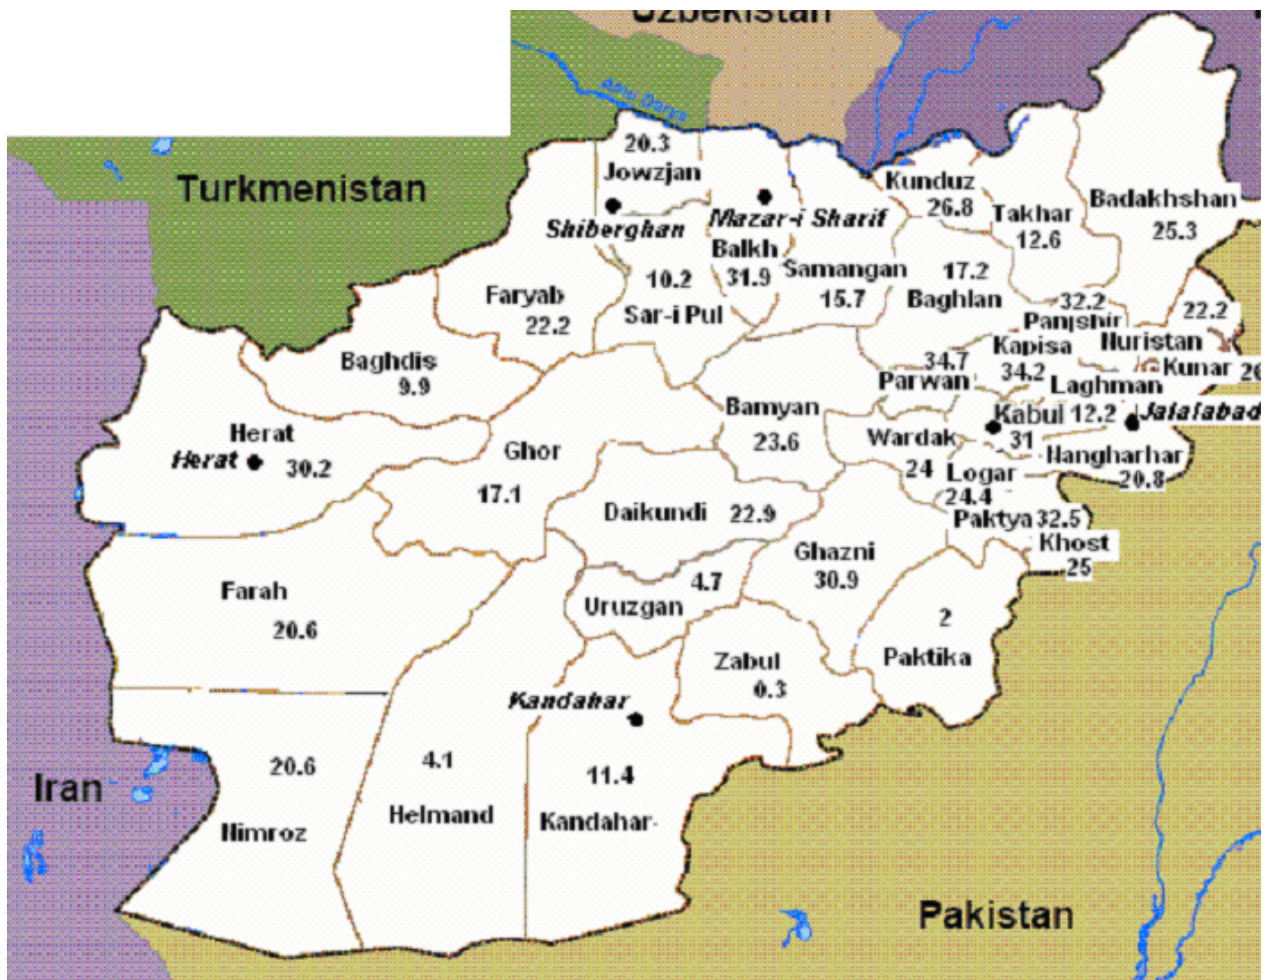 Uzbekistan
Amu Darya
20.3
Jowzjan
Turkmenistan
Kunduz
26.8
Takhar
12.6
Badakhshan
25.3
Shiberghan
Mazar-i Sharif
Balkh
31.9
Samangan
15.7
17.2
Baghlan
10.2
Sar-i Pul
Faryab
22.2
32.2
Panjshir
22.2
Nuristan
Baghdis
9.9
34.7
Parwan
Kapisa
34.2
Kunar
Laghman
12.2
Jalalabad
Herat
Herat
30.2
Ghor
17.1
Bamyan
23.6
Wardak
24
Kabul
31
Nangharhar
20.8
Logar
24.4
Daikundi 22.9
Paktya 32.5
Khost
25
Ghazni
30.9
Farah
20.6
4.7
Uruzgan
2
Paktika
Zabul
0.3
Kandahar
Iran
20.6
Nimroz
4.1
Helmand
11.4
Kandahar
Pakistan